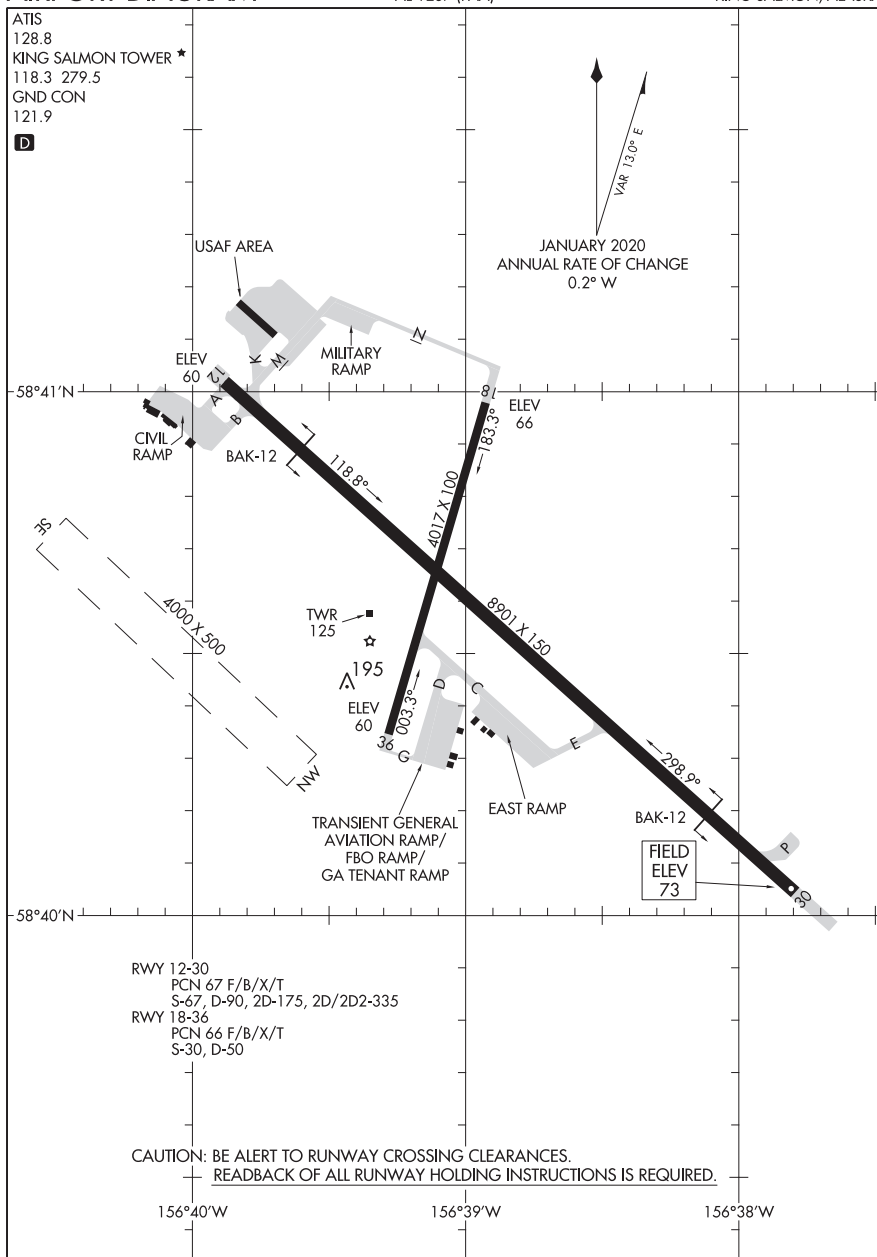 ATIS
128.8
KING SALMON TOWER ★
118.3 279.5
GND CON
121.9
D
VAR 13.0° E
JANUARY 2020
ANNUAL RATE OF CHANGE
0.2° W
USAF AREA
MILITARY
RAMP
N
K
M
ELEV
60
12
A
B
58°41'N
CIVIL
RAMP
BAK-12
118.8°
18
ELEV
66
183.3°
4017 X 100
SE
4000 X 500
NW
TWR
125
195
8901 X 150
ELEV
60
003.3°
36
G
D
C
E
298.9°
EAST RAMP
TRANSIENT GENERAL
AVIATION RAMP/
FBO RAMP/
GA TENANT RAMP
BAK-12
P
FIELD
ELEV
73
30
58°40'N
RWY 12-30
PCN 67 F/B/X/T
S-67, D-90, 2D-175, 2D/2D2-335
RWY 18-36
PCN 66 F/B/X/T
S-30, D-50
CAUTION: BE ALERT TO RUNWAY CROSSING CLEARANCES.
READBACK OF ALL RUNWAY HOLDING INSTRUCTIONS IS REQUIRED.
156°40'W
156°39'W
156°38'W